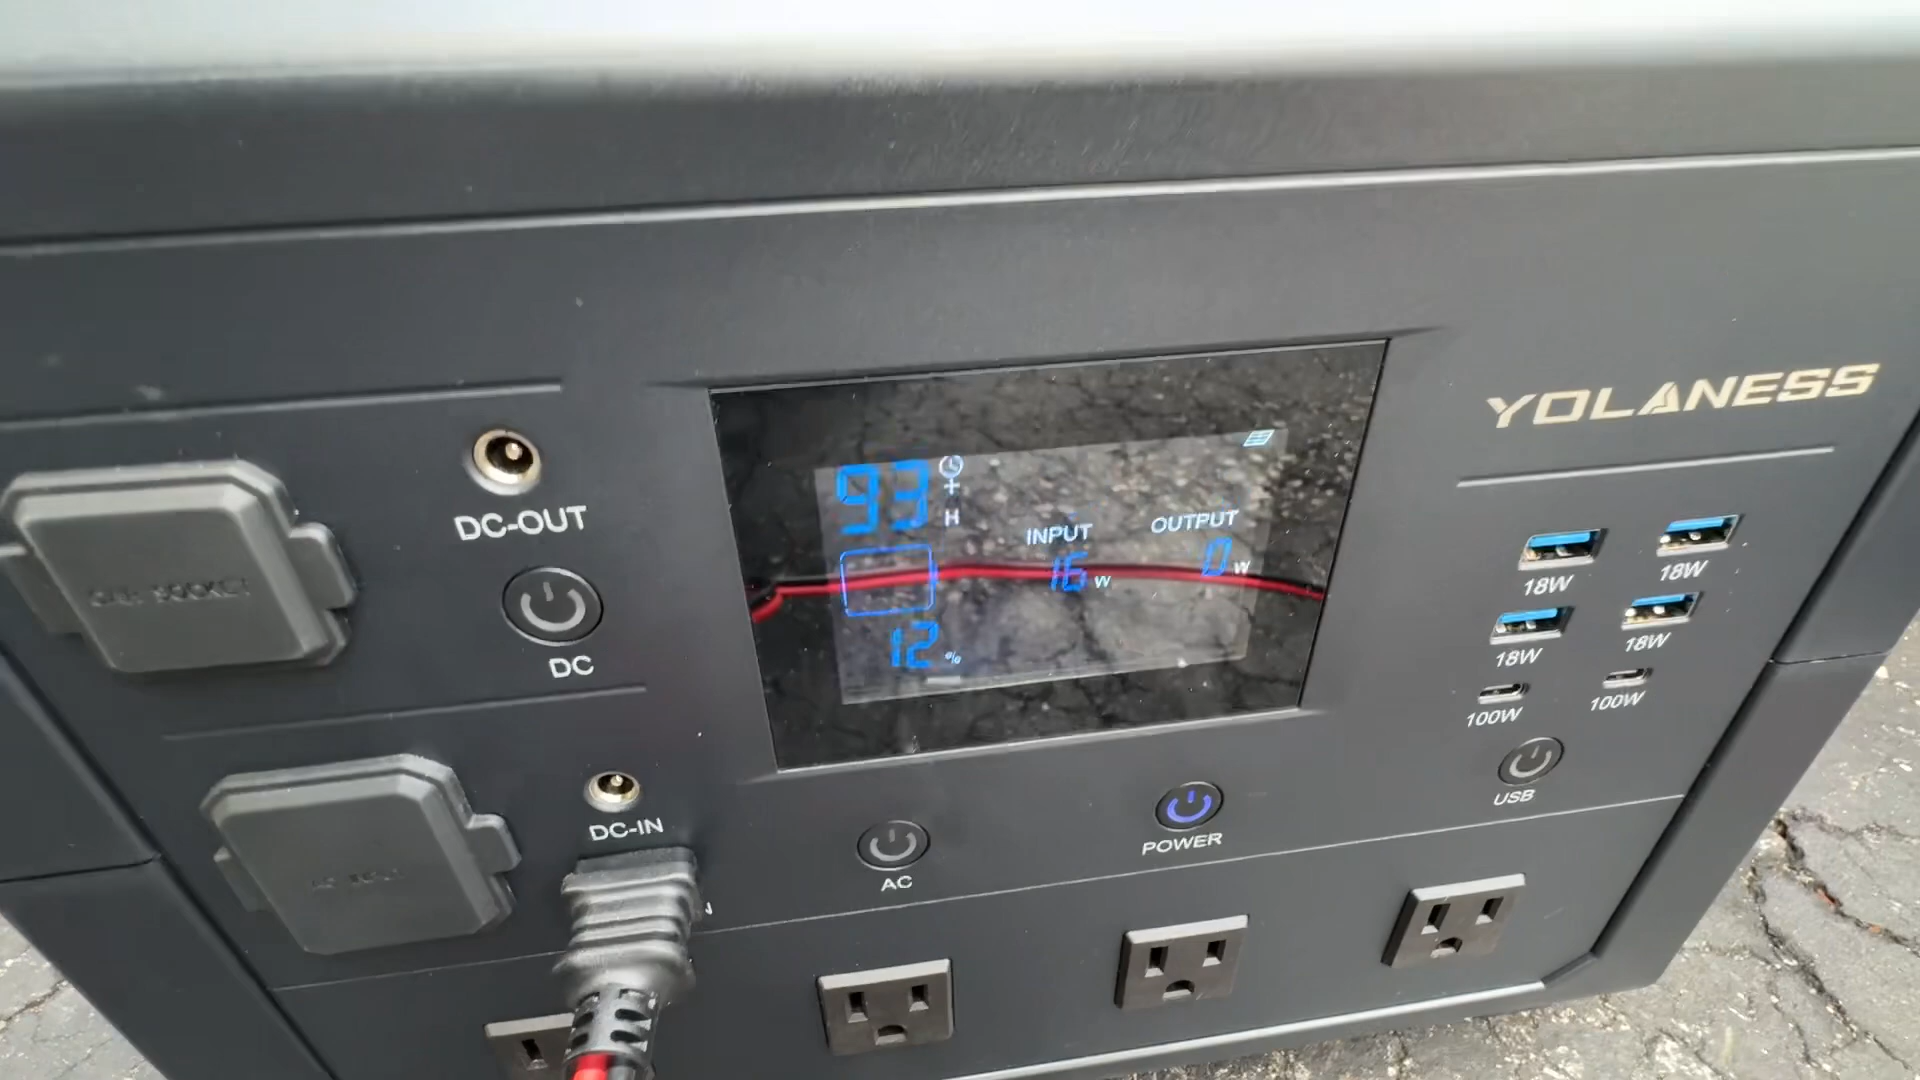 YOLANESS
93
+
H
INPUT
OUTPUT
16 W
0 W
12 %
DC-OUT
DC
18W
18W
18W
18W
100W
100W
USB
DC-IN
AC
POWER